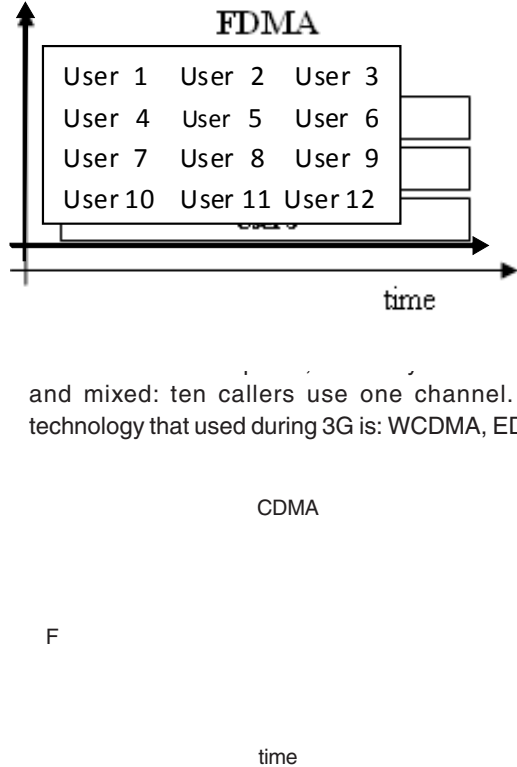 FDMA
User 1 User 2 User 3
User 4 User 5 User 6
User 7 User 8 User 9
User 10 User 11 User 12
time
and mixed: ten callers use one channel.
technology that used during 3G is: WCDMA, ED
CDMA
F
time